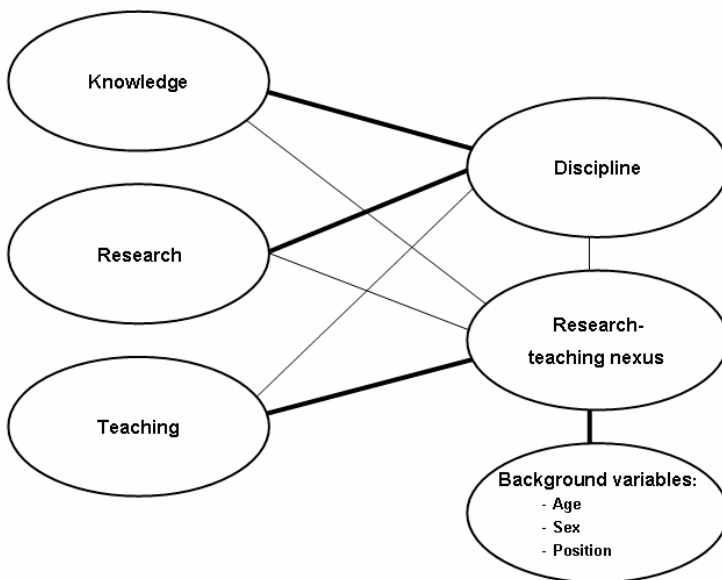 Knowledge
Discipline
Research
Research-
teaching nexus
Teaching
Background variables:
- Age
- Sex
- Position